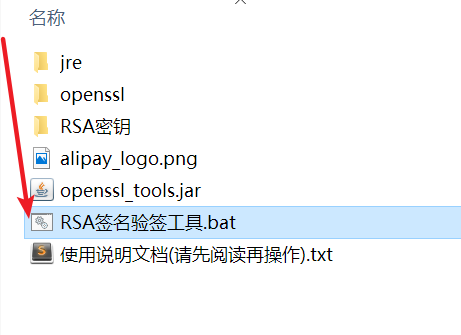 名称
jre
openssl
RSA密钥
alipay_logo.png
openssl_tools.jar
RSA签名验签工具.bat
使用说明文档(请先阅读再操作).txt